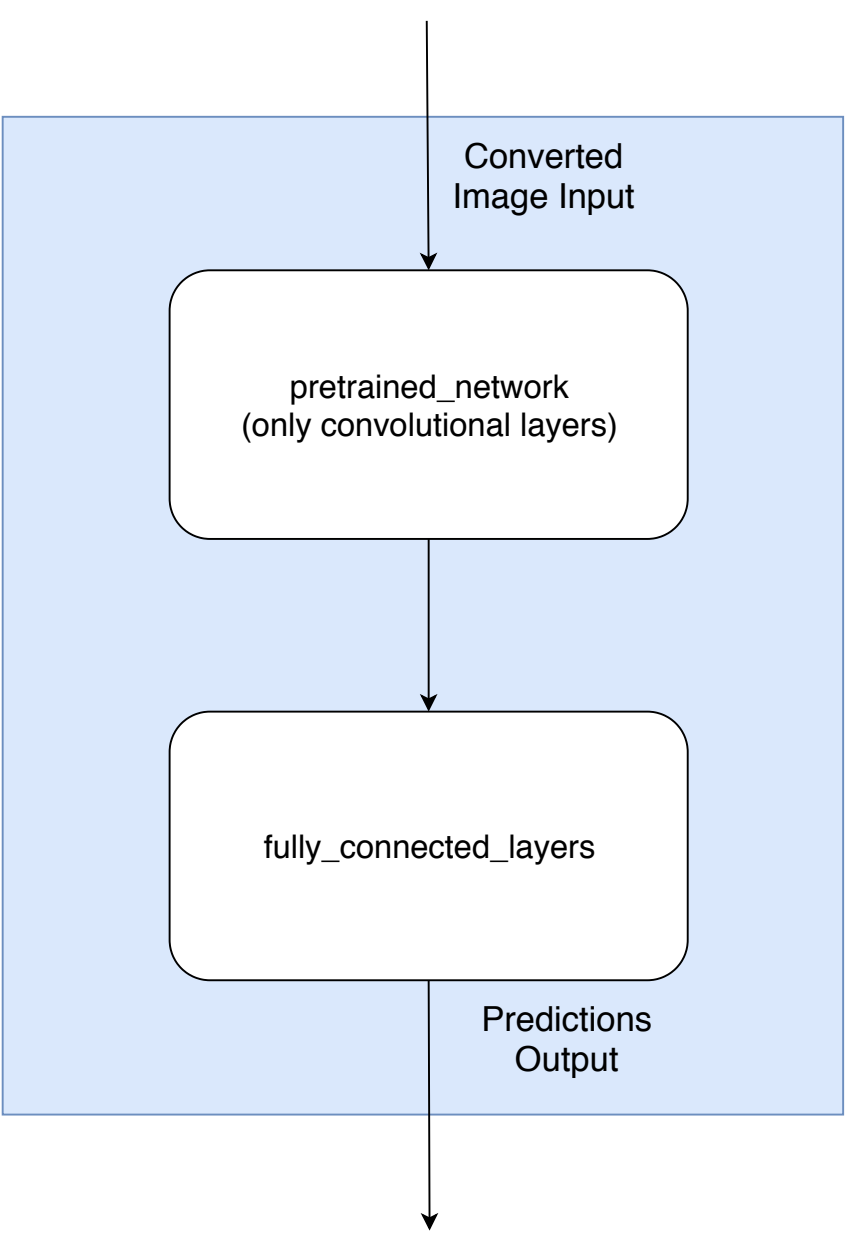 Converted
Image Input
pretrained_network
(only convolutional layers)
fully_connected_layers
Predictions
Output